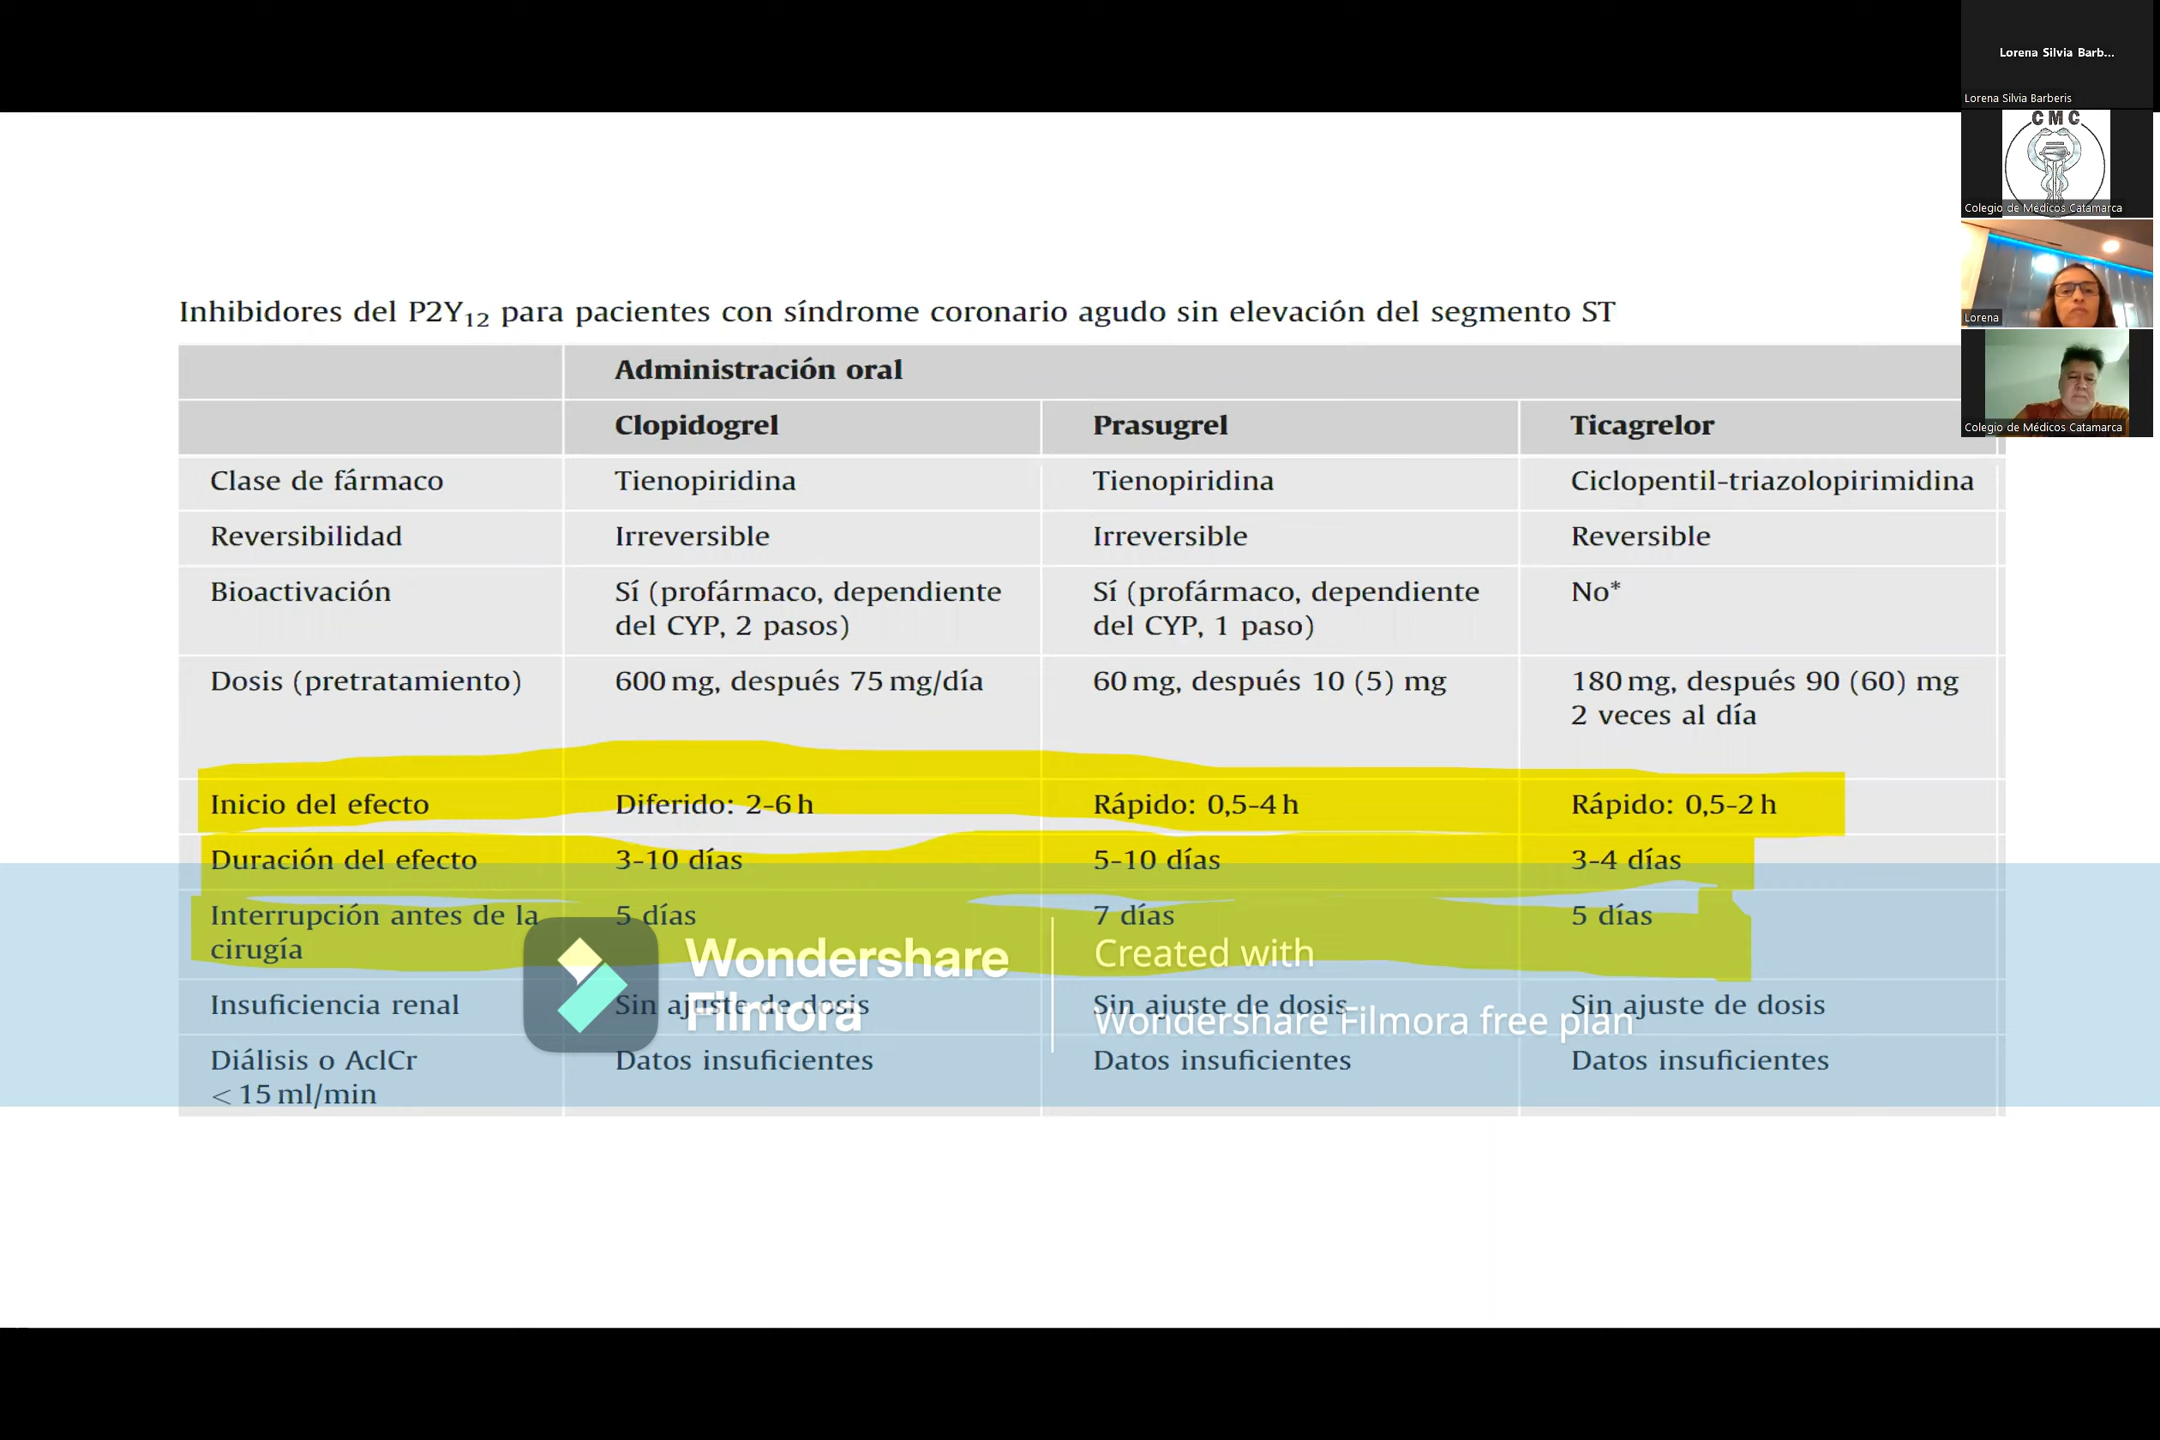 Lorena Silvia Barb...
Lorena Silvia Barberis
CMC
Colegio de Médicos Catamarca
Lorena
Colegio de Médicos Catamarca
Inhibidores del P2Y12 para pacientes con síndrome coronario agudo sin elevación del segmento ST
Administración oral
Clopidogrel Prasugrel Ticagrelor
Clase de fármaco Tienopiridina Tienopiridina Ciclopentil-triazolopirimidina
Reversibilidad Irreversible Irreversible Reversible
Bioactivación Sí (profármaco, dependiente Sí (profármaco, dependiente No*
del CYP, 2 pasos) del CYP, 1 paso)
Dosis (pretratamiento) 600 mg, después 75 mg/día 60 mg, después 10 (5) mg 180 mg, después 90 (60) mg
2 veces al día
Inicio del efecto Diferido: 2-6 h Rápido: 0,5-4 h Rápido: 0,5-2 h
Duración del efecto 3-10 días 5-10 días 3-4 días
Interrupción antes de la 5 días 7 días 5 días
cirugía
Insuficiencia renal Sin ajuste de dosis Sin ajuste de dosis Sin ajuste de dosis
Diálisis o AclCr Datos insuficientes Datos insuficientes Datos insuficientes
< 15 ml/min
Wondershare
Filmora
Created with
Wondershare Filmora free plan